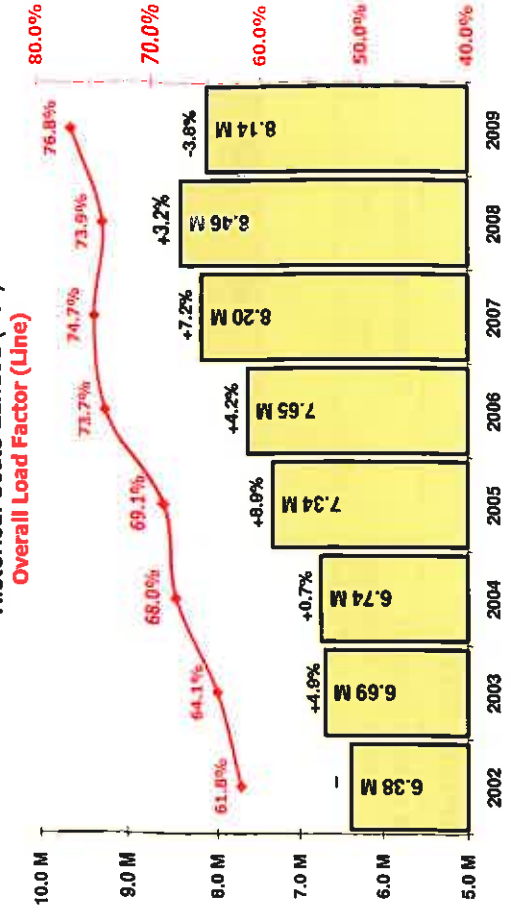 Historical
Overall Load Factor (Line)
10.0 M
9.0 M
8.0 M
7.0 M
6.0 M
5.0 M
80.0%
70.0%
60.0%
50.0%
40.0%
61.8%
64.1%
68.0%
69.1%
73.7%
74.7%
73.9%
76.8%
–
+4.9%
+0.7%
+8.9%
+4.2%
+7.2%
+3.2%
-3.8%
6.38 M
6.69 M
6.74 M
7.34 M
7.65 M
8.20 M
8.46 M
8.14 M
2002
2003
2004
2005
2006
2007
2008
2009